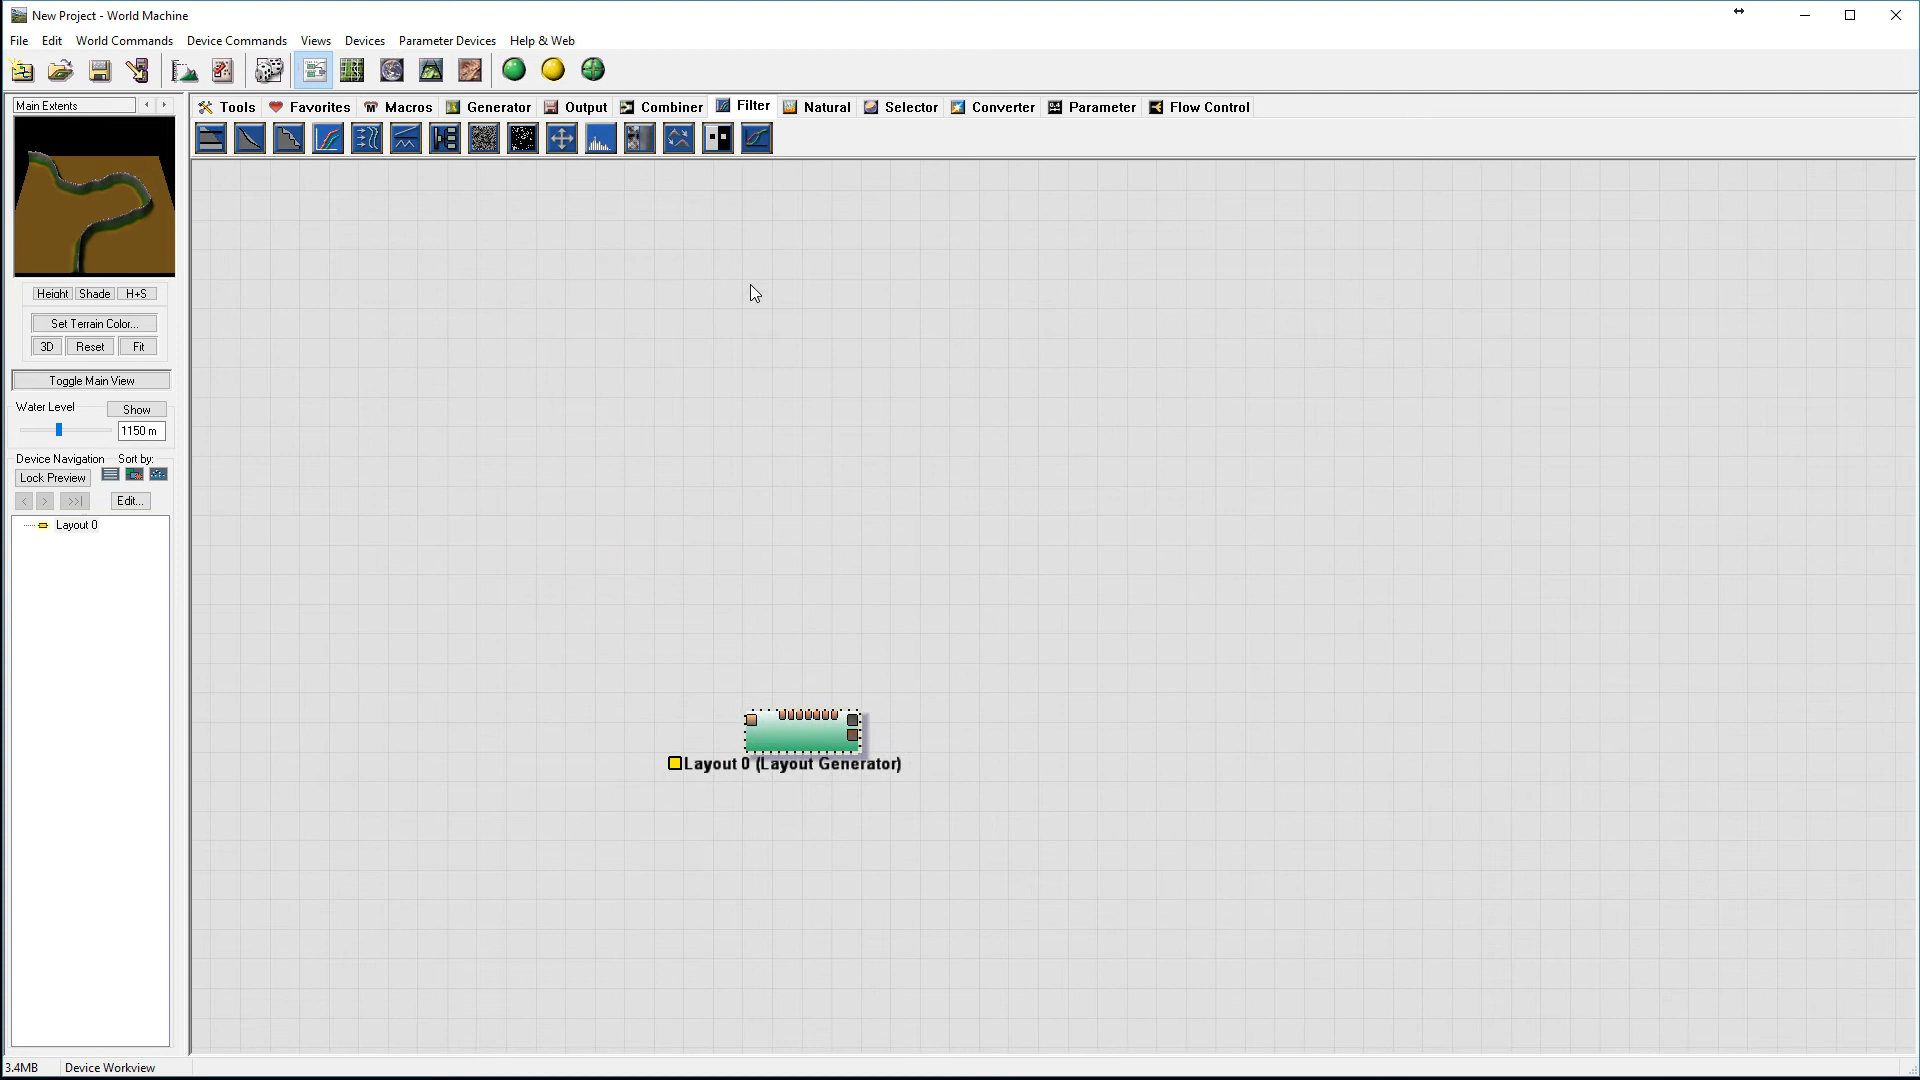 New Project - World Machine
File Edit World Commands Device Commands Views Devices Parameter Devices Help & Web
Main Extents
Tools Favorites Macros Generator Output Combiner Filter Natural Selector Converter Parameter Flow Control
Height Shade H+S
Set Terrain Color...
3D Reset Fit
Toggle Main View
Water Level Show
1150 m
Device Navigation Sort by:
Lock Preview
< > >>| Edit...
Layout 0
Layout 0 (Layout Generator)
3.4MB Device Workview